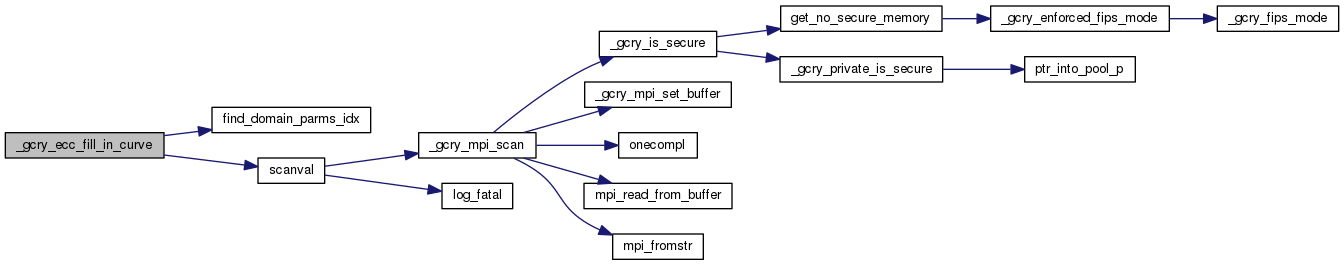 _gcry_ecc_fill_in_curve
find_domain_parms_idx
scanval
_gcry_mpi_scan
log_fatal
_gcry_is_secure
_gcry_mpi_set_buffer
onecompl
mpi_read_from_buffer
mpi_fromstr
get_no_secure_memory
_gcry_private_is_secure
_gcry_enforced_fips_mode
ptr_into_pool_p
_gcry_fips_mode